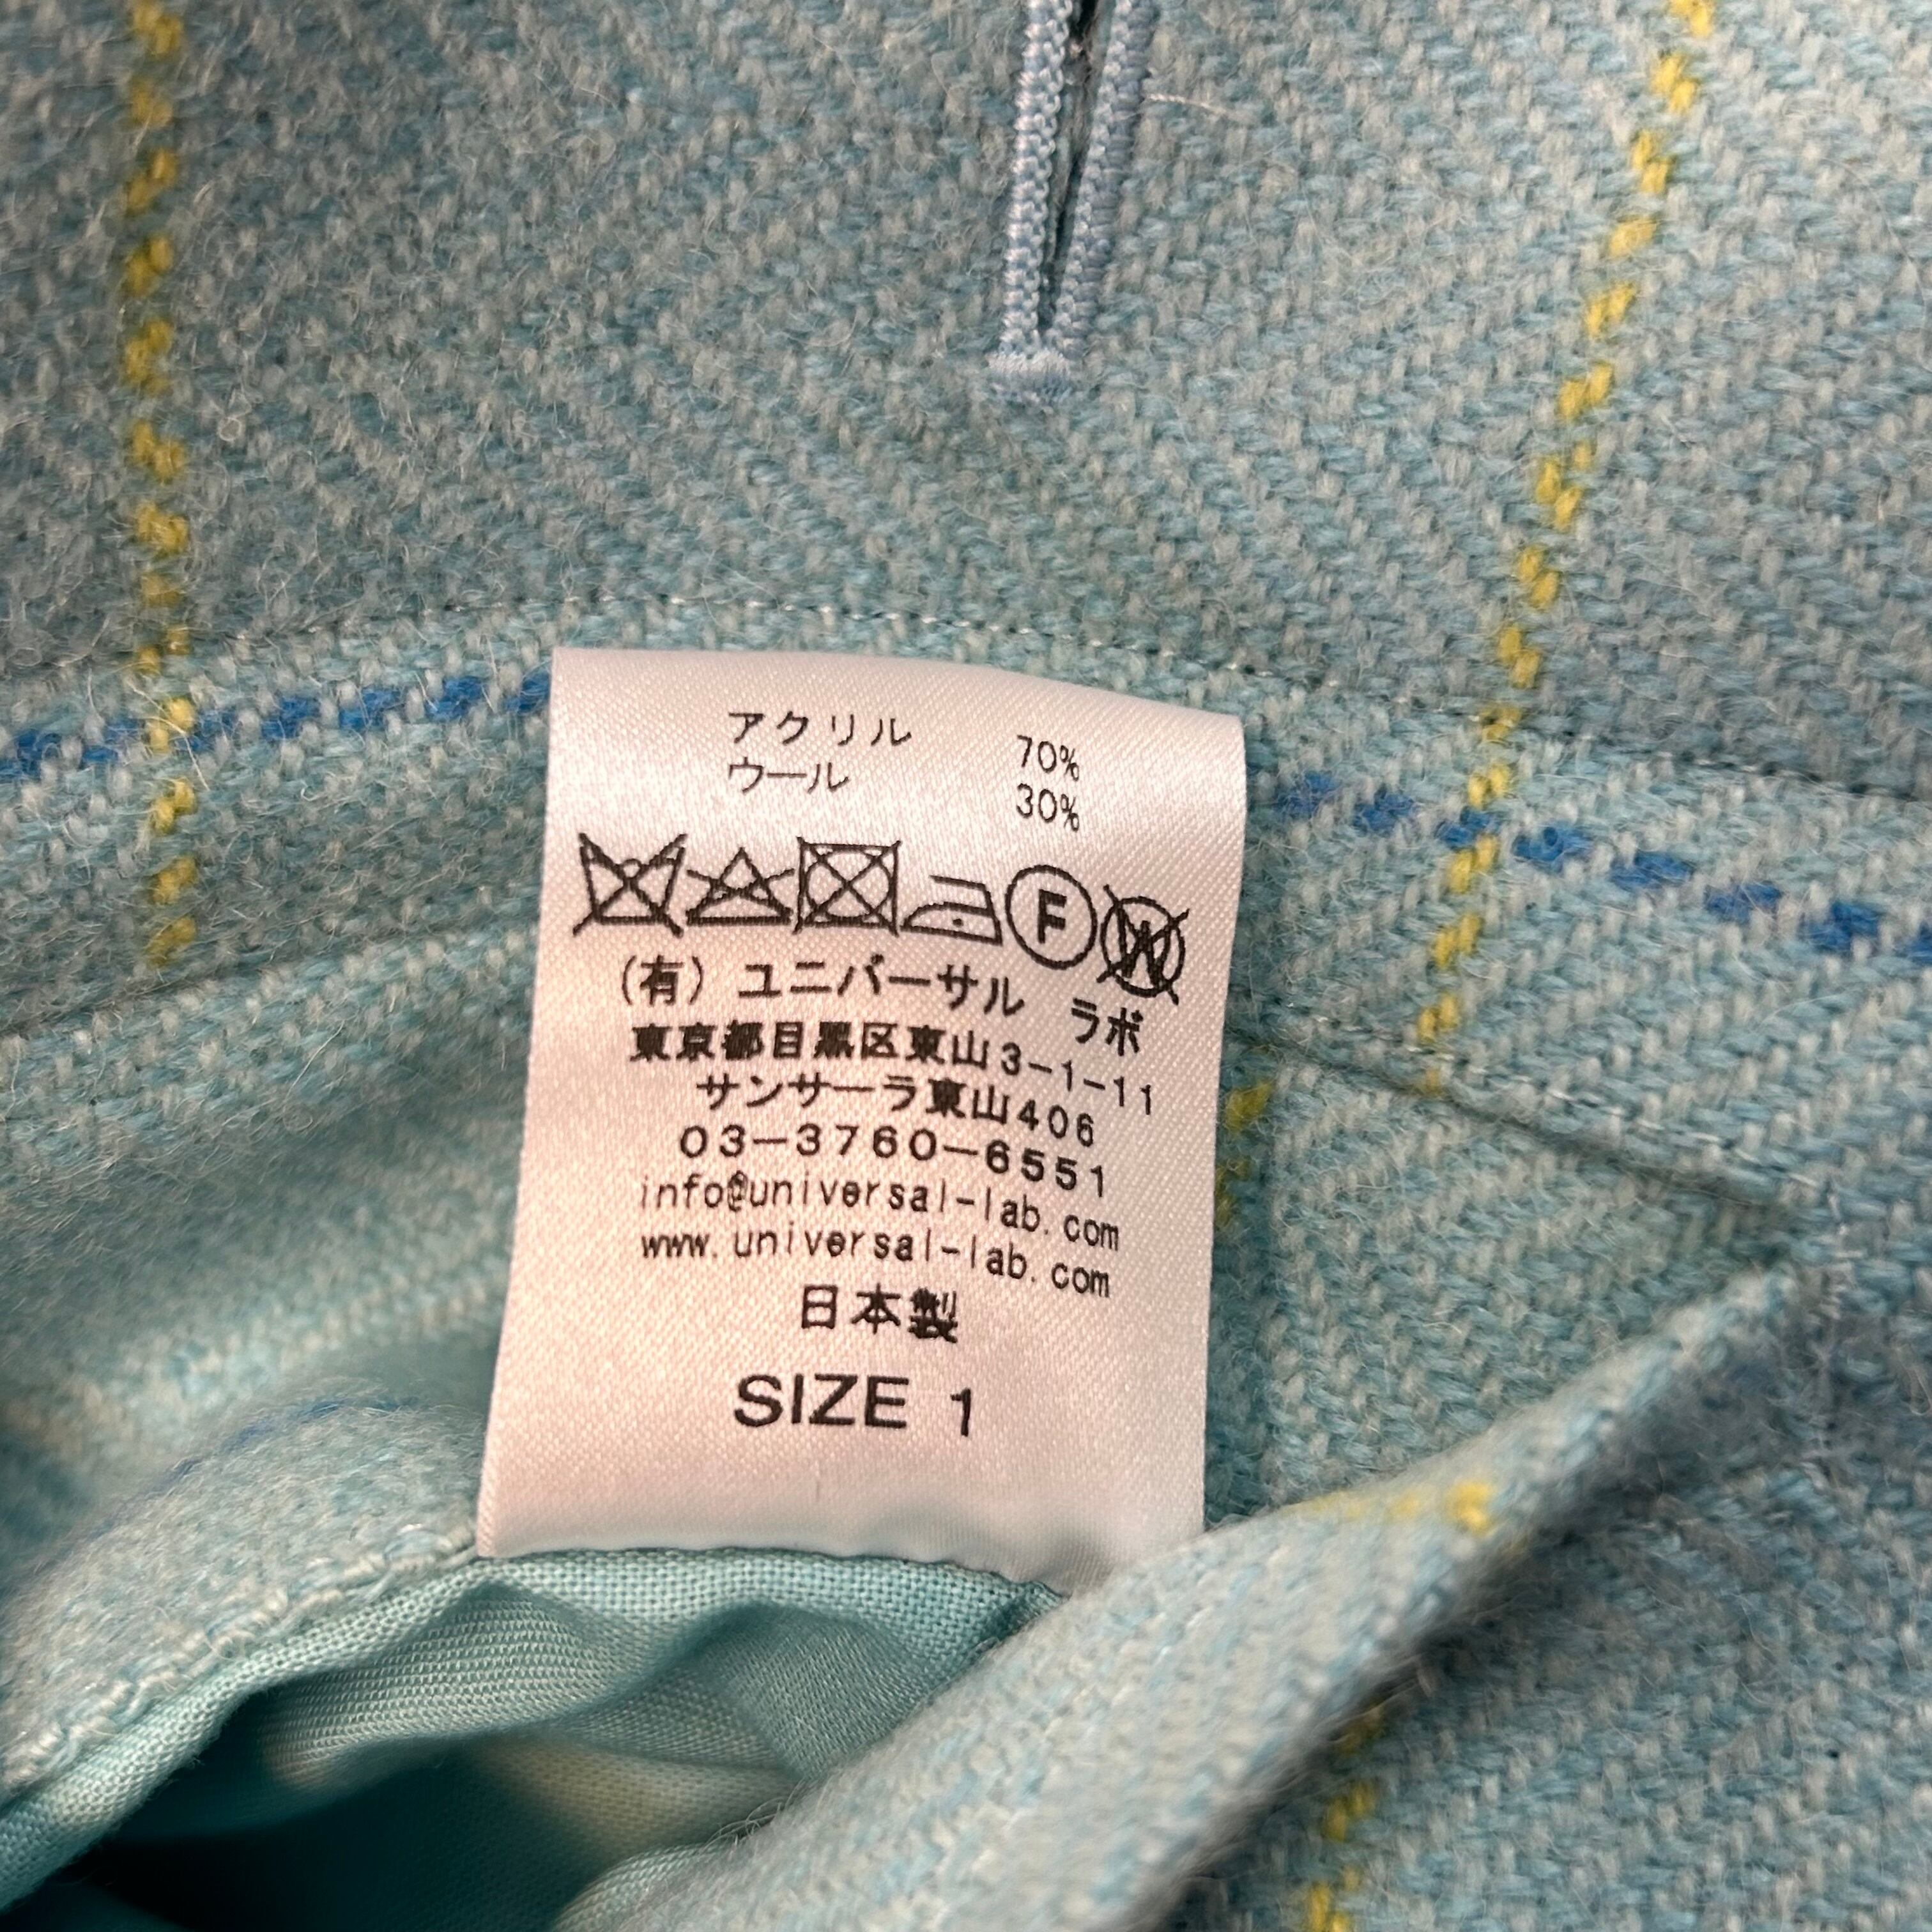 アクリル 70%
ウール 30%
F W
(有) ユニバーサル ラボ
東京都目黒区東山3-1-11
サンサーラ東山406
03-3760-6551
info@universal-lab.com
www.universal-lab.com
日本製
SIZE 1